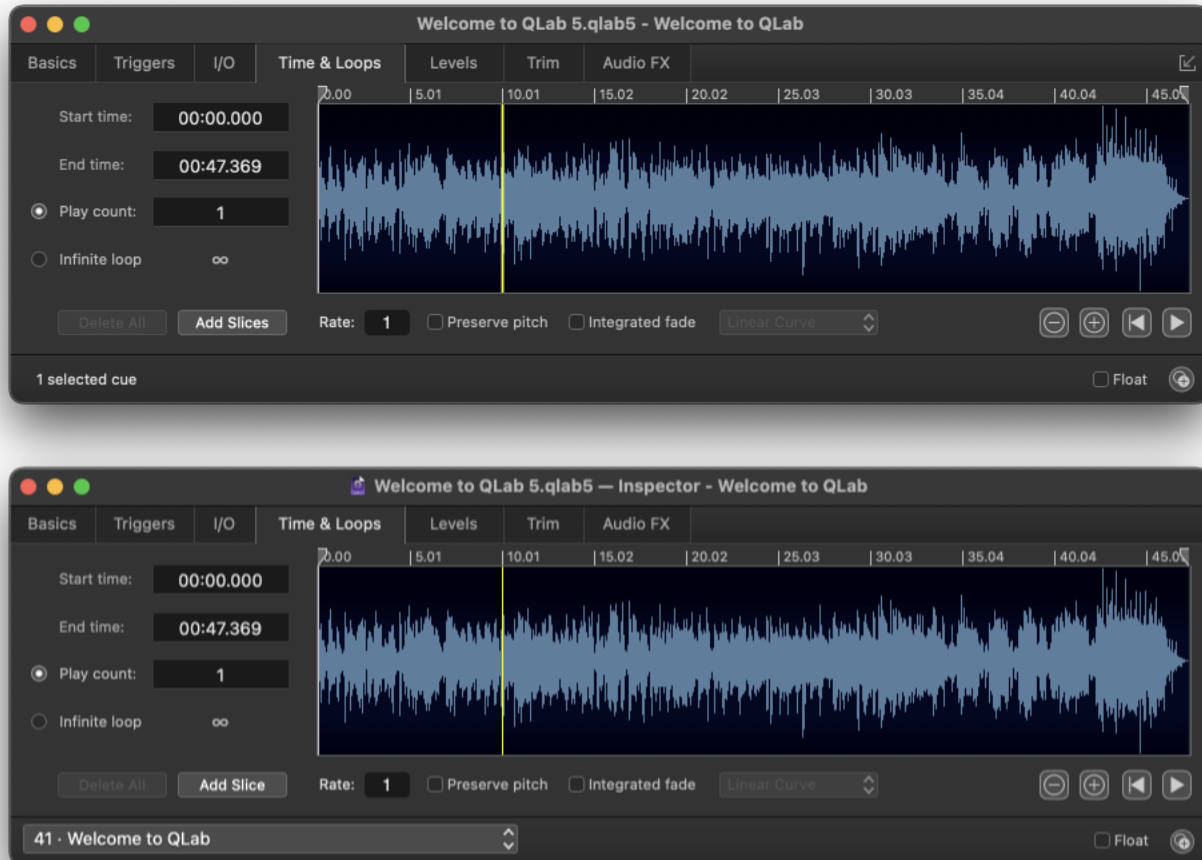 Welcome to QLab 5.qlab5 - Welcome to QLab
Basics Triggers I/O Time & Loops Levels Trim Audio FX
0.00 5.01 10.01 15.02 20.02 25.03 30.03 35.04 40.04 45.0
Start time: 00:00.000
End time: 00:47.369
Play count: 1
Infinite loop ∞
Delete All Add Slices Rate: 1 Preserve pitch Integrated fade Linear Curve
1 selected cue Float
Welcome to QLab 5.qlab5 — Inspector - Welcome to QLab
Basics Triggers I/O Time & Loops Levels Trim Audio FX
0.00 5.01 10.01 15.02 20.02 25.03 30.03 35.04 40.04 45.0
Start time: 00:00.000
End time: 00:47.369
Play count: 1
Infinite loop ∞
Delete All Add Slice Rate: 1 Preserve pitch Integrated fade Linear Curve
41 · Welcome to QLab Float